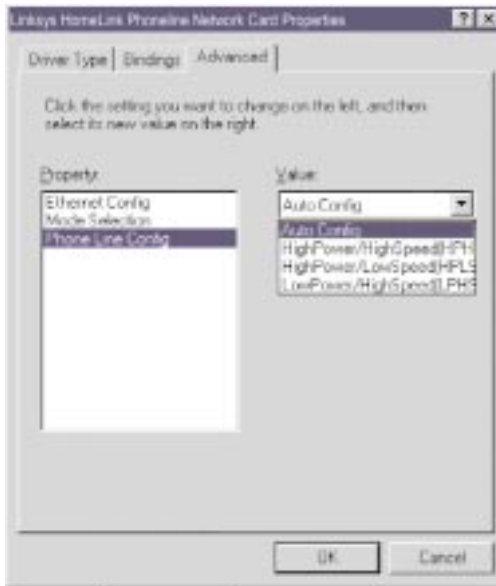 Linksys HomeLink Phoneline Network Card Properties
? ×
Driver Type Bindings Advanced
Click the setting you want to change on the left, and then
select its new value on the right.
Property: Value:
Ethernet Config
Mode Selection
Phone Line Config
Auto Config
Auto Config
HighPower/HighSpeed(HPH
HighPower/LowSpeed(HPLS
LowPower/HighSpeed(LPHS
OK Cancel